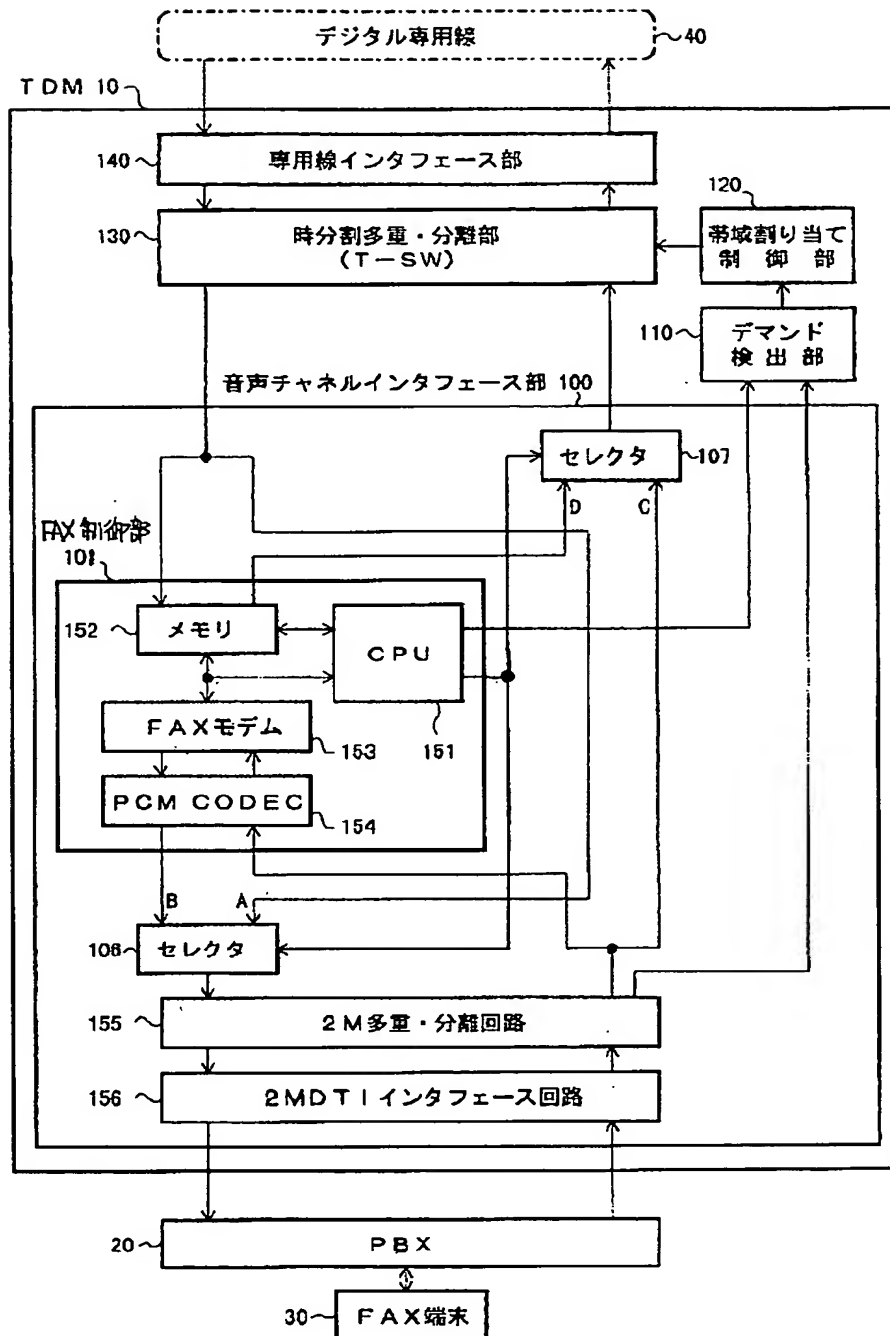 デジタル専用線
40
TDM 10
140
専用線インタフェース部
120
130
時分割多重・分離部
(T-SW)
帯域割り当て
制御部
110
デマンド
検出部
音声チャネルインタフェース部 100
セレクタ
107
D
C
FAX制御部
101
152
メモリ
CPU
151
FAXモデム
153
PCM CODEC
154
B
A
106
セレクタ
155
2M多重・分離回路
156
2MDTIインタフェース回路
20
PBX
30
FAX端末